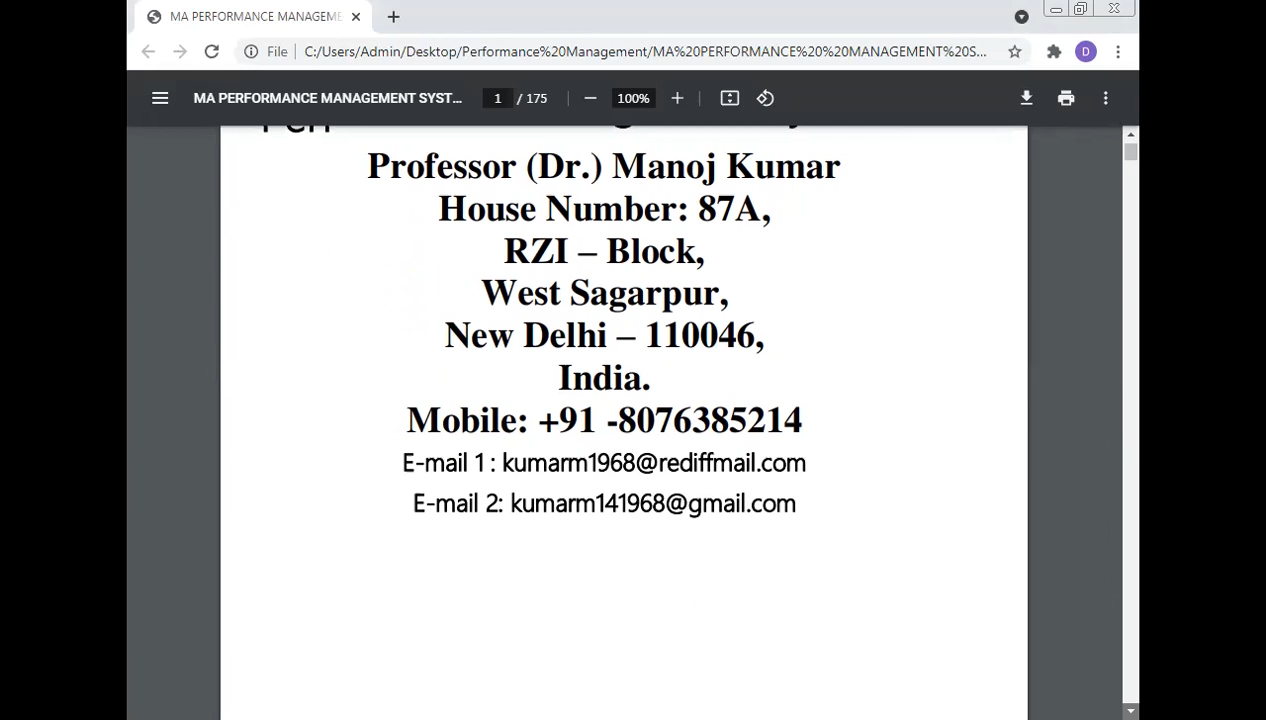 MA PERFORMANCE MANAGEME
File C:/Users/Admin/Desktop/Performance%20Management/MA%20PERFORMANCE%20%20MANAGEMENT%20S... D
MA PERFORMANCE MANAGEMENT SYST... 1 / 175 100%
Professor (Dr.) Manoj Kumar
House Number: 87A,
RZI – Block,
West Sagarpur,
New Delhi – 110046,
India.
Mobile: +91 -8076385214
E-mail 1 : kumarm1968@rediffmail.com
E-mail 2: kumarm141968@gmail.com